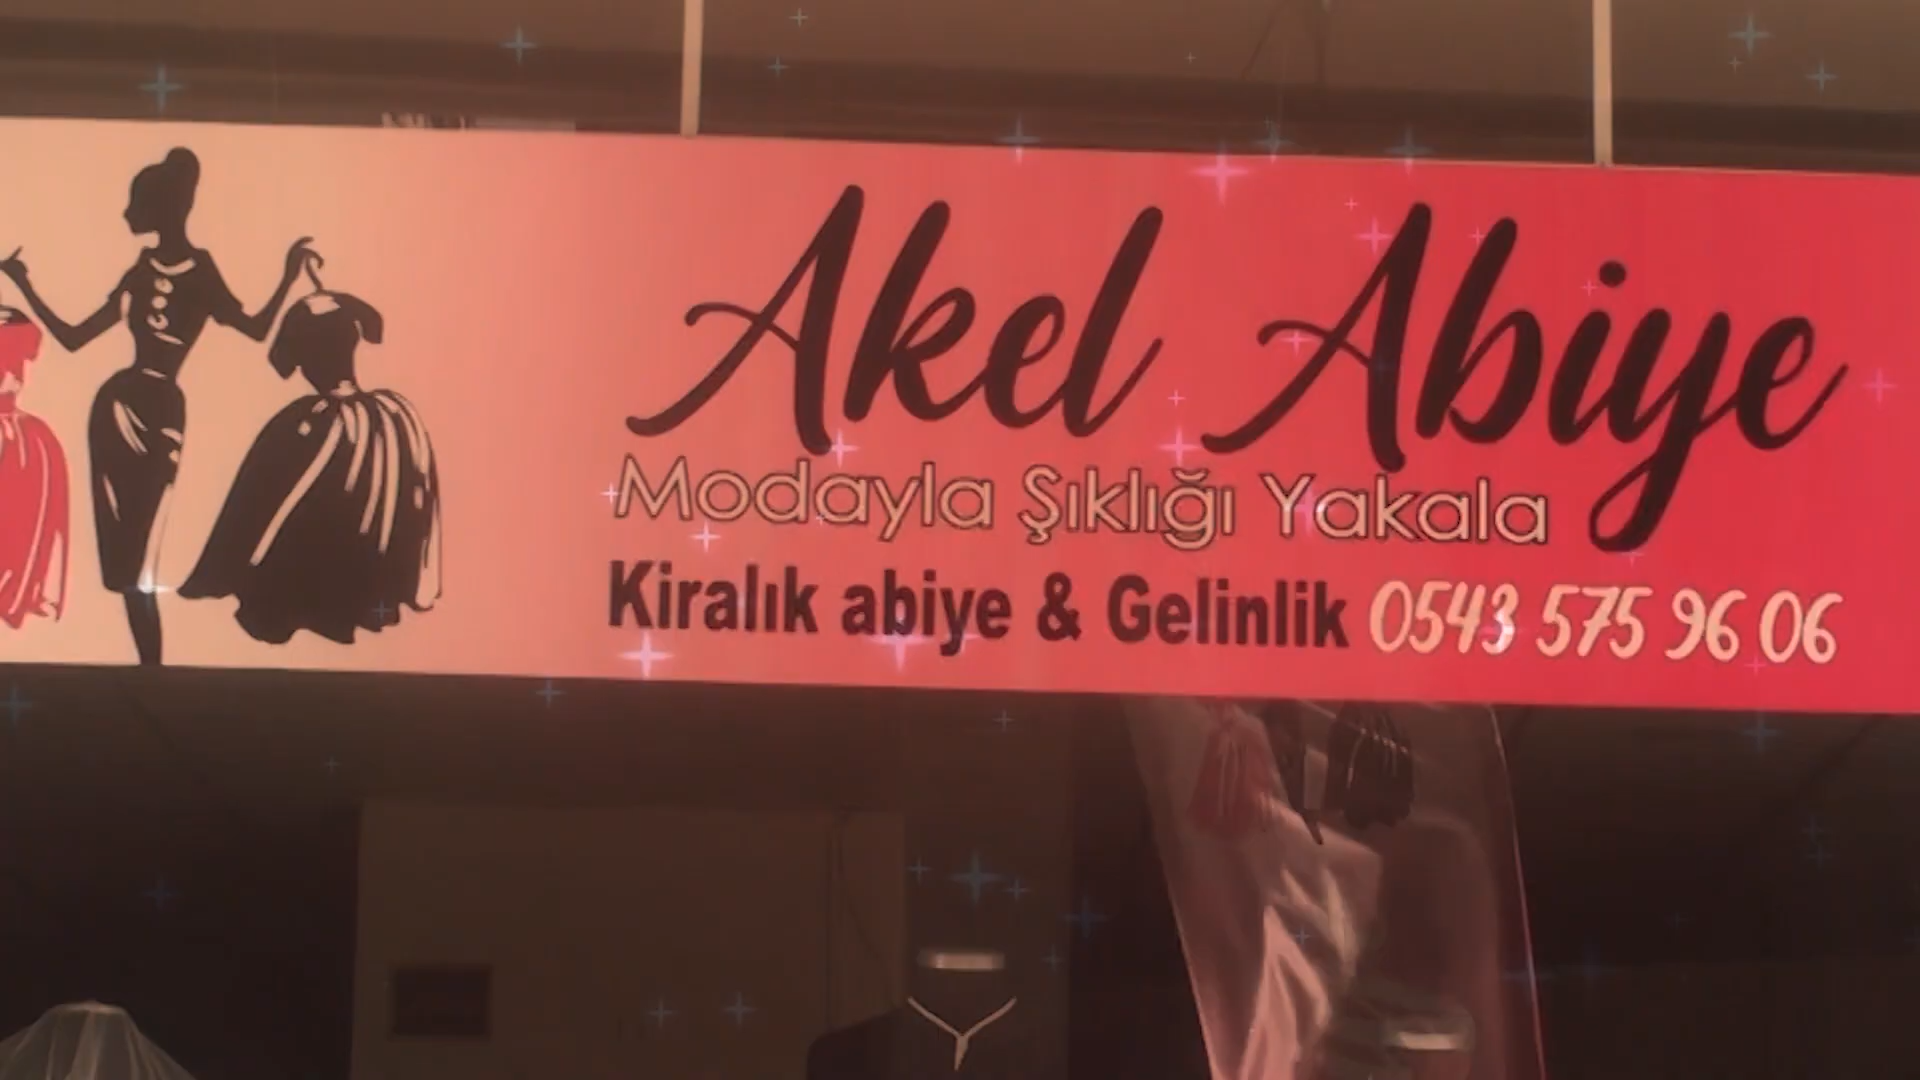 Akel Abiye
Modayla Şıklığı Yakala
Kiralık abiye & Gelinlik 0543 575 96 06